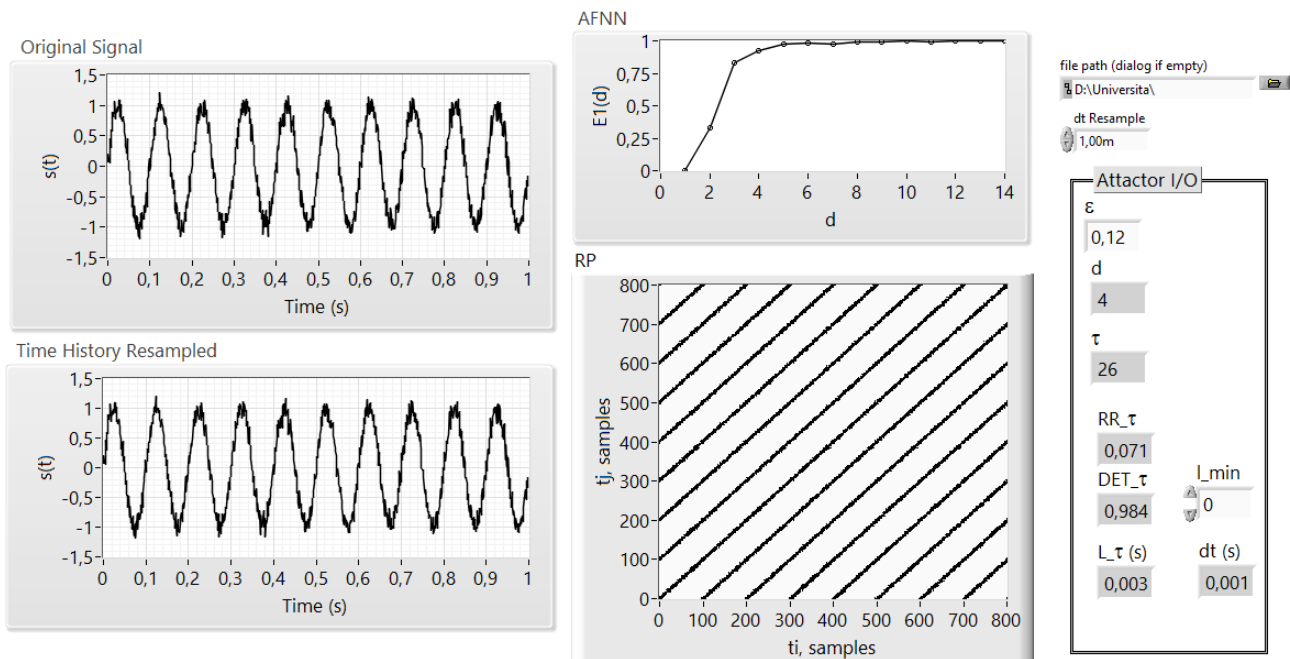 Original Signal
s(t)
1,5
1
0,5
0
-0,5
-1
-1,5
0 0,1 0,2 0,3 0,4 0,5 0,6 0,7 0,8 0,9 1
Time (s)
Time History Resampled
s(t)
1,5
1
0,5
0
-0,5
-1
-1,5
0 0,1 0,2 0,3 0,4 0,5 0,6 0,7 0,8 0,9 1
Time (s)
AFNN
E1(d)
1
0,75
0,5
0,25
0
0 2 4 6 8 10 12 14
d
RP
tj, samples
800
700
600
500
400
300
200
100
0
0 100 200 300 400 500 600 700 800
ti, samples
file path (dialog if empty)
D:\Universita\
dt Resample
1,00m
Attactor I/O
ε
0,12
d
4
τ
26
RR_τ
0,071
DET_τ
0,984
l_min
0
L_τ (s)
0,003
dt (s)
0,001